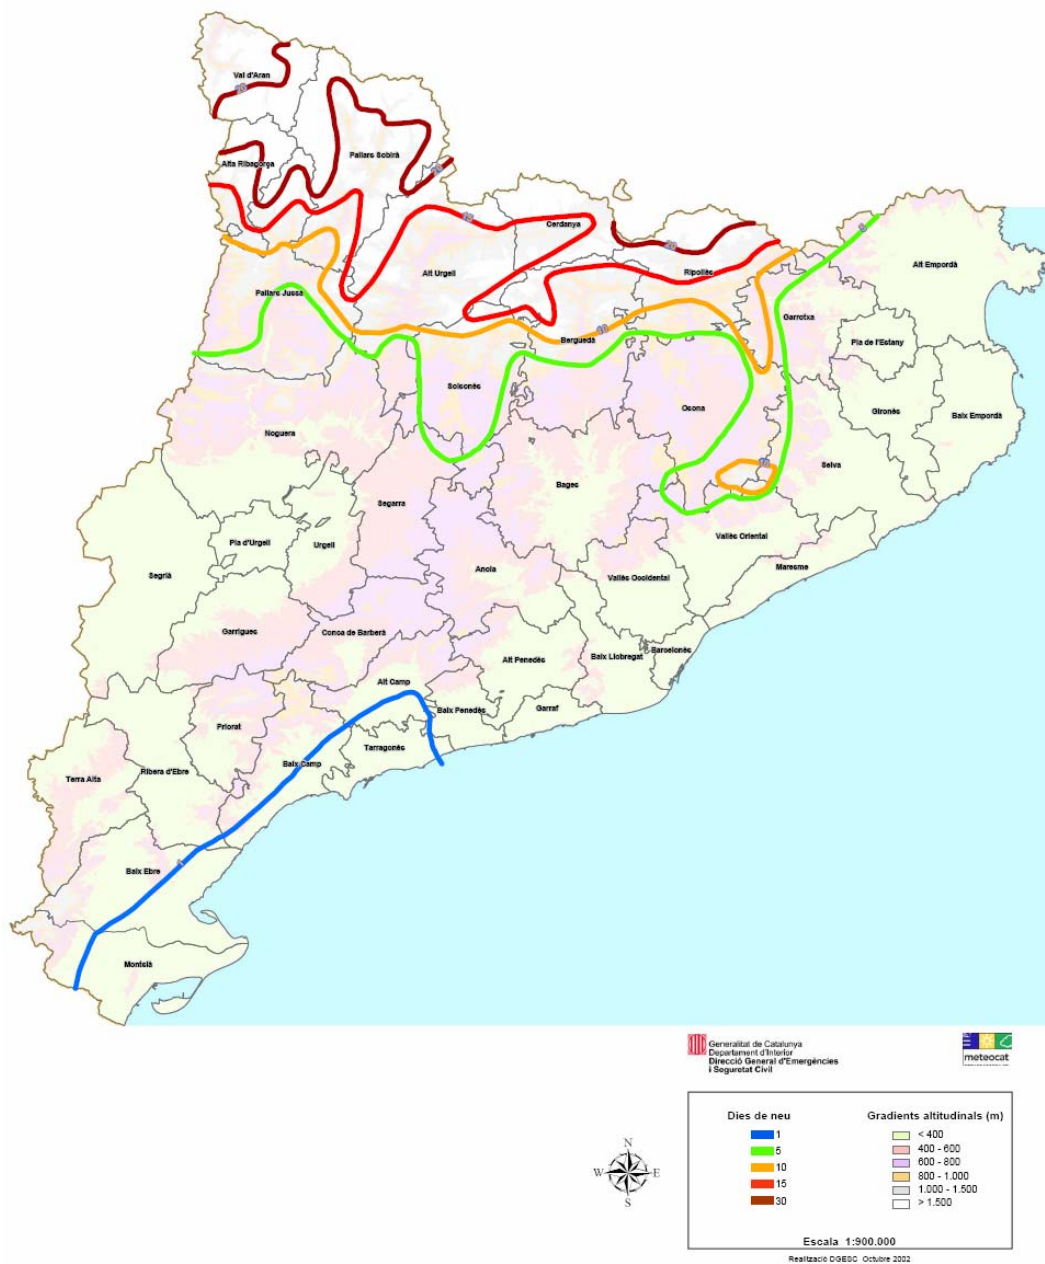 Val d'Aran
Alta Ribagorça
Pallars Sobirà
Cerdanya
Alt Urgell
Ripollès
Alt Empordà
Pallars Jussà
Garrotxa
Berguedà
Pla de l'Estany
Solsonès
Osona
Gironès
Baix Empordà
Noguera
Selva
Bages
Segarra
Pla d'Urgell
Urgell
Vallès Oriental
Segrià
Anoia
Vallès Occidental
Maresme
Garrigues
Conca de Barberà
Alt Penedès
Baix Llobregat
Barcelonès
Alt Camp
Baix Penedès
Garraf
Priorat
Tarragonès
Baix Camp
Terra Alta
Ribera d'Ebre
Baix Ebre
Montsià
Generalitat de Catalunya
Departament d'Interior
Direcció General d'Emergències
i Seguretat Civil
meteocat
N
W E
S
Dies de neu
1
5
10
15
30
Gradients altitudinals (m)
< 400
400 - 600
600 - 800
800 - 1.000
1.000 - 1.500
> 1.500
Escala 1:900.000
Realització DGESC Octubre 2002